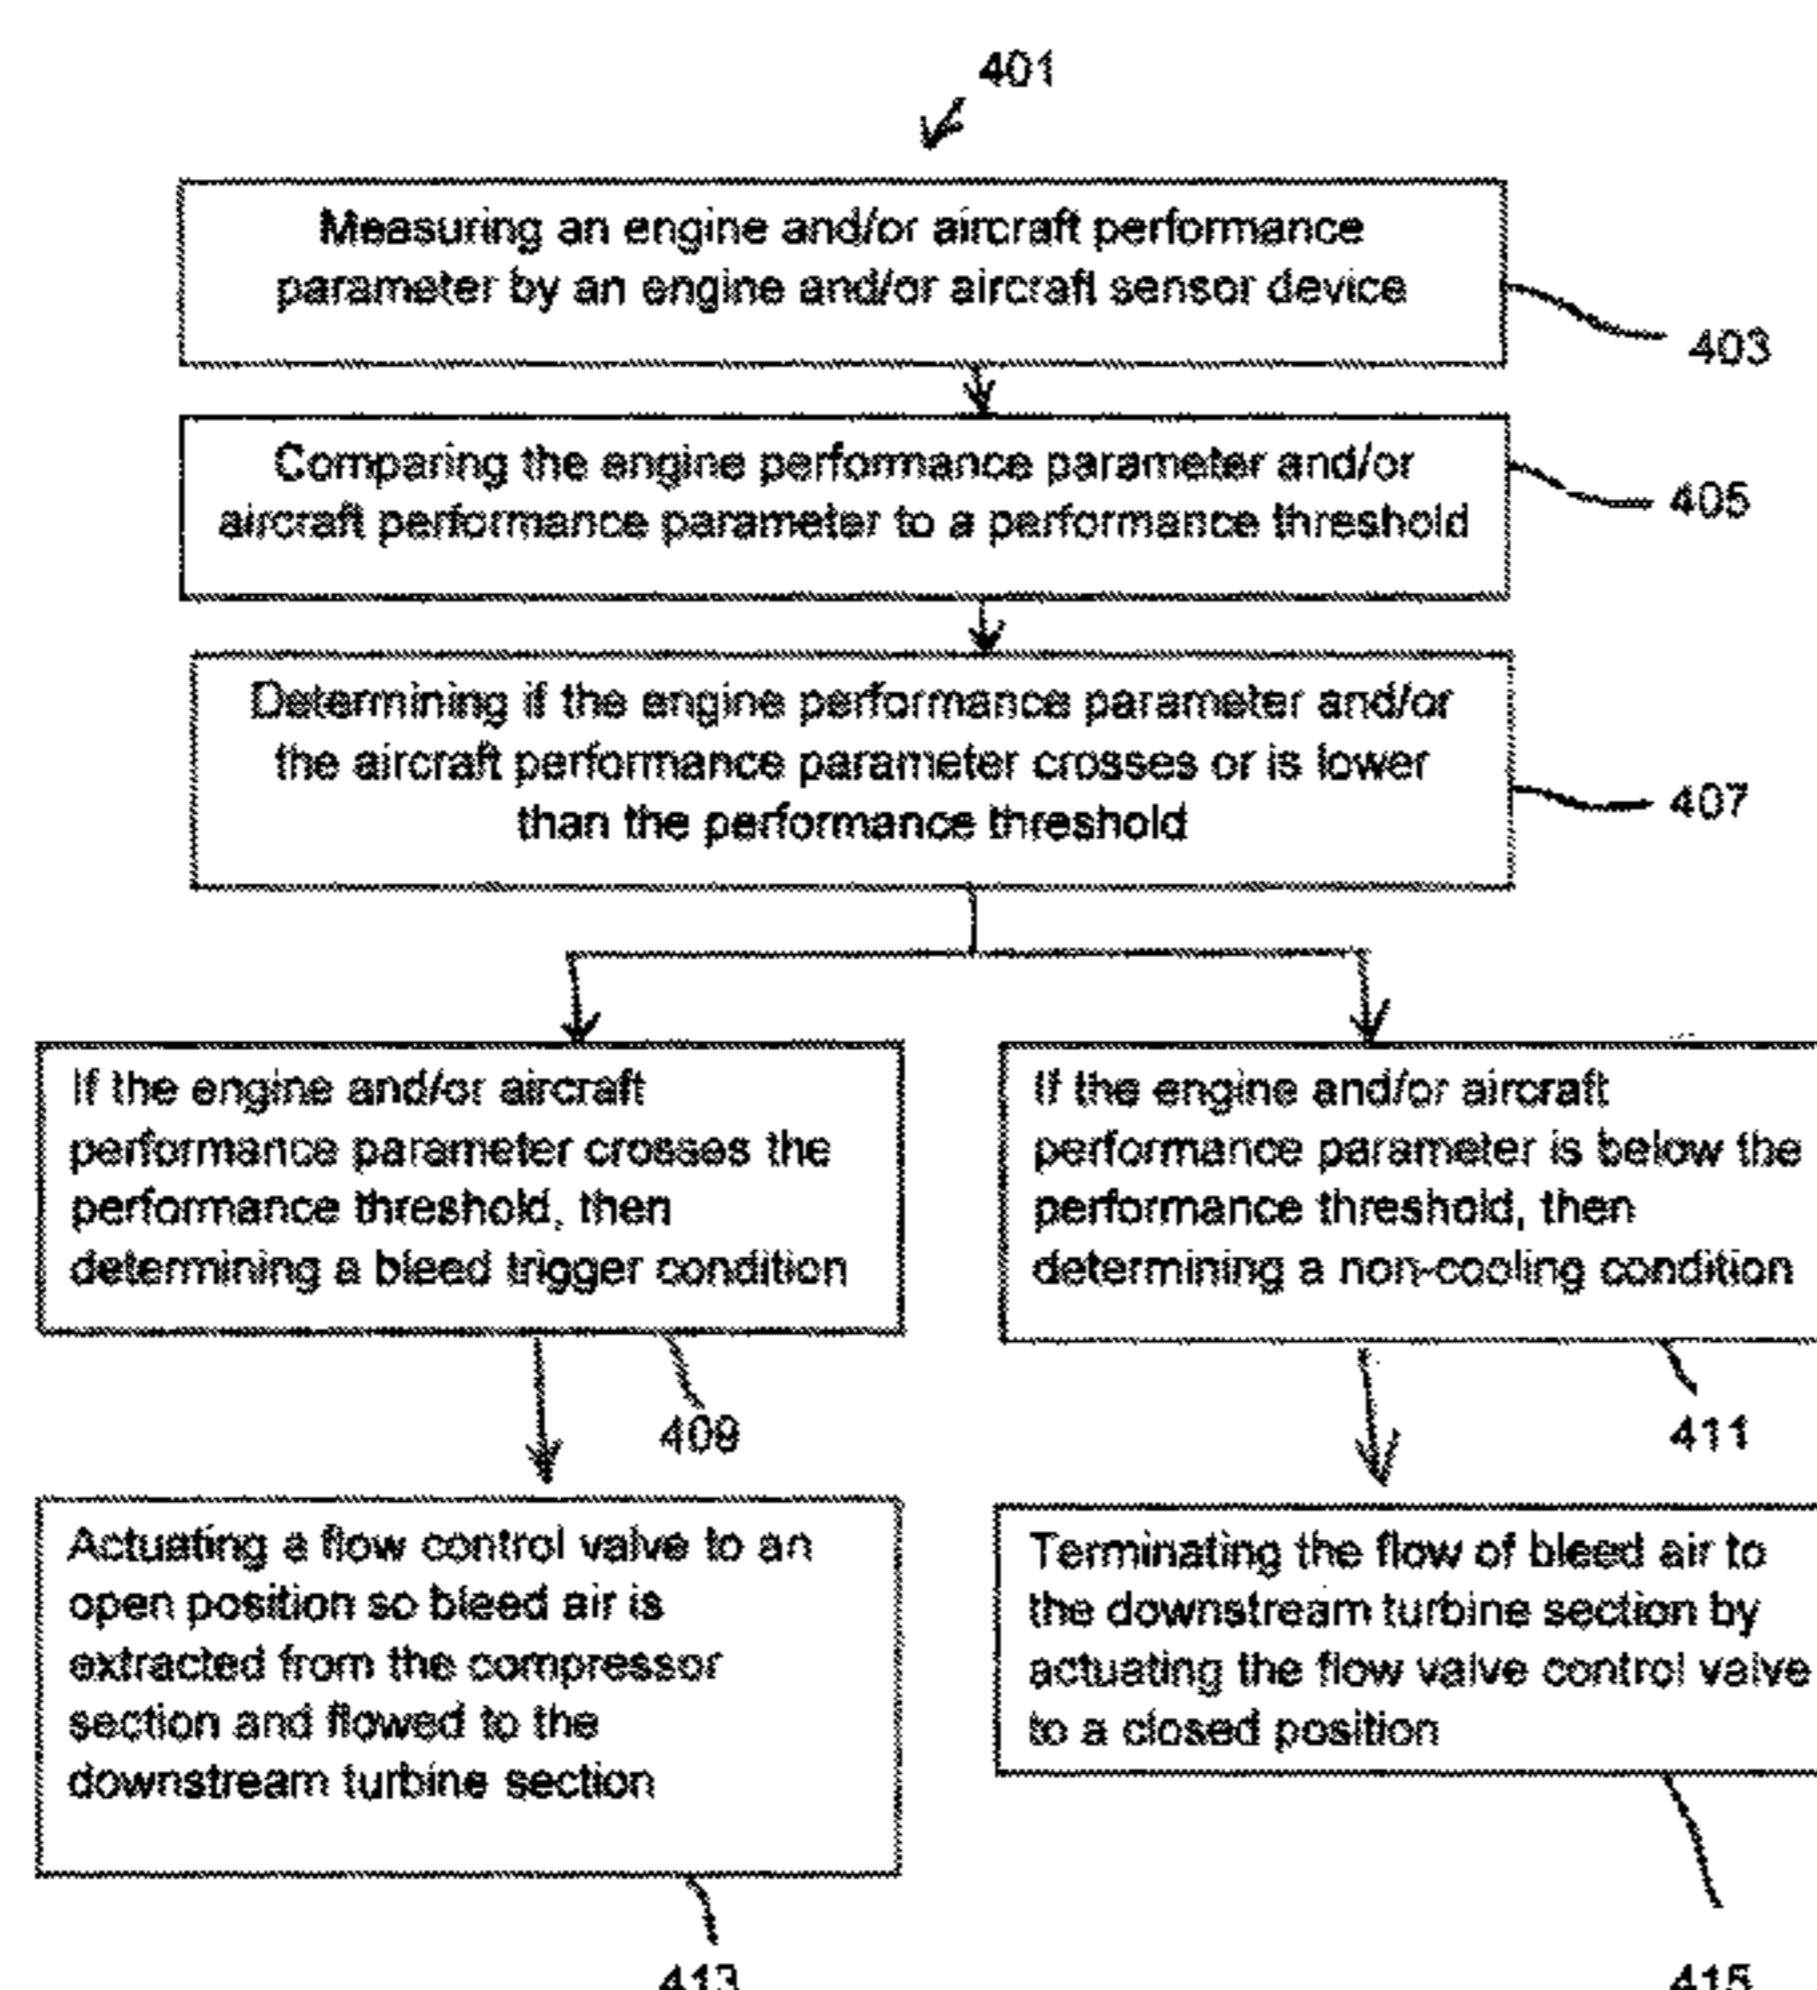 401
Measuring an engine and/or aircraft performance
parameter by an engine and/or aircraft sensor device
403
Comparing the engine performance parameter and/or
aircraft performance parameter to a performance threshold
405
Determining if the engine performance parameter and/or
the aircraft performance parameter crosses or is lower
than the performance threshold
407
If the engine and/or aircraft
performance parameter crosses the
performance threshold, then
determining a bleed trigger condition
409
If the engine and/or aircraft
performance parameter is below the
performance threshold, then
determining a non-cooling condition
411
Actuating a flow control valve to an
open position so bleed air is
extracted from the compressor
section and flowed to the
downstream turbine section
413
Terminating the flow of bleed air to
the downstream turbine section by
actuating the flow valve control valve
to a closed position
415